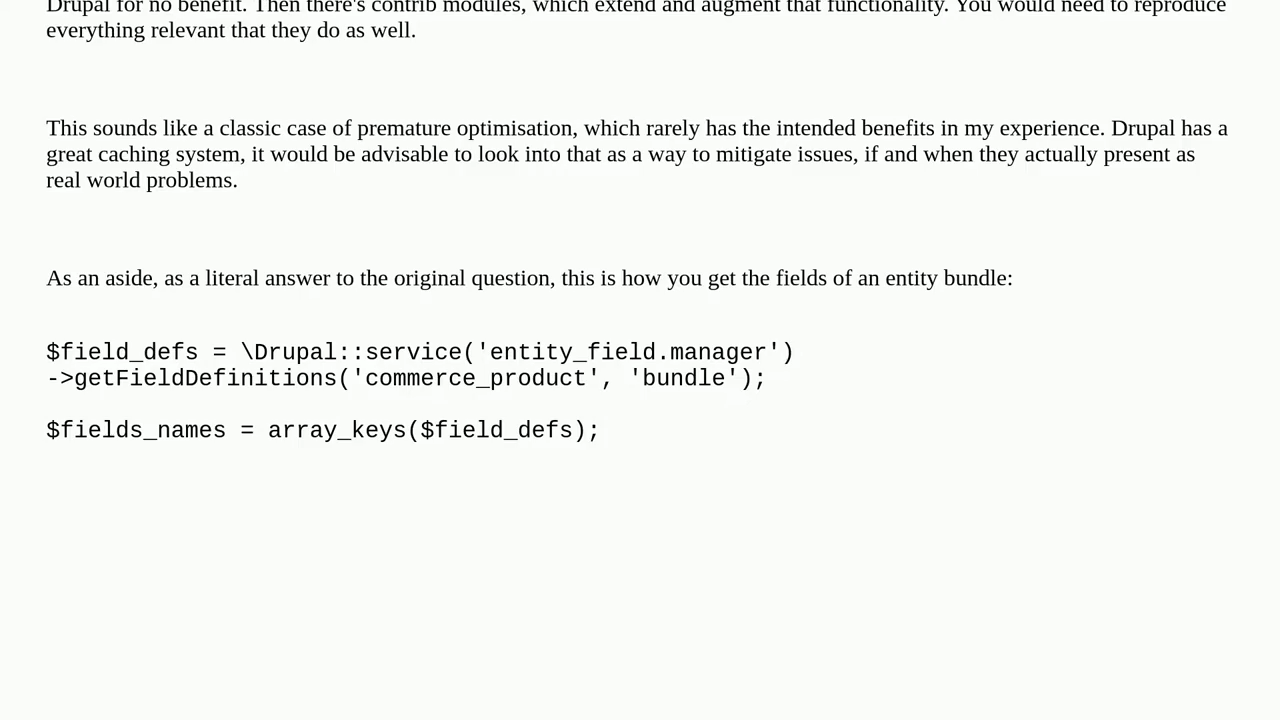 Drupal for no benefit. Then there's contrib modules, which extend and augment that functionality. You would need to reproduce
everything relevant that they do as well.
This sounds like a classic case of premature optimisation, which rarely has the intended benefits in my experience. Drupal has a
great caching system, it would be advisable to look into that as a way to mitigate issues, if and when they actually present as
real world problems.
As an aside, as a literal answer to the original question, this is how you get the fields of an entity bundle:
$field_defs = \Drupal::service('entity_field.manager')
->getFieldDefinitions('commerce_product', 'bundle');
$fields_names = array_keys($field_defs);